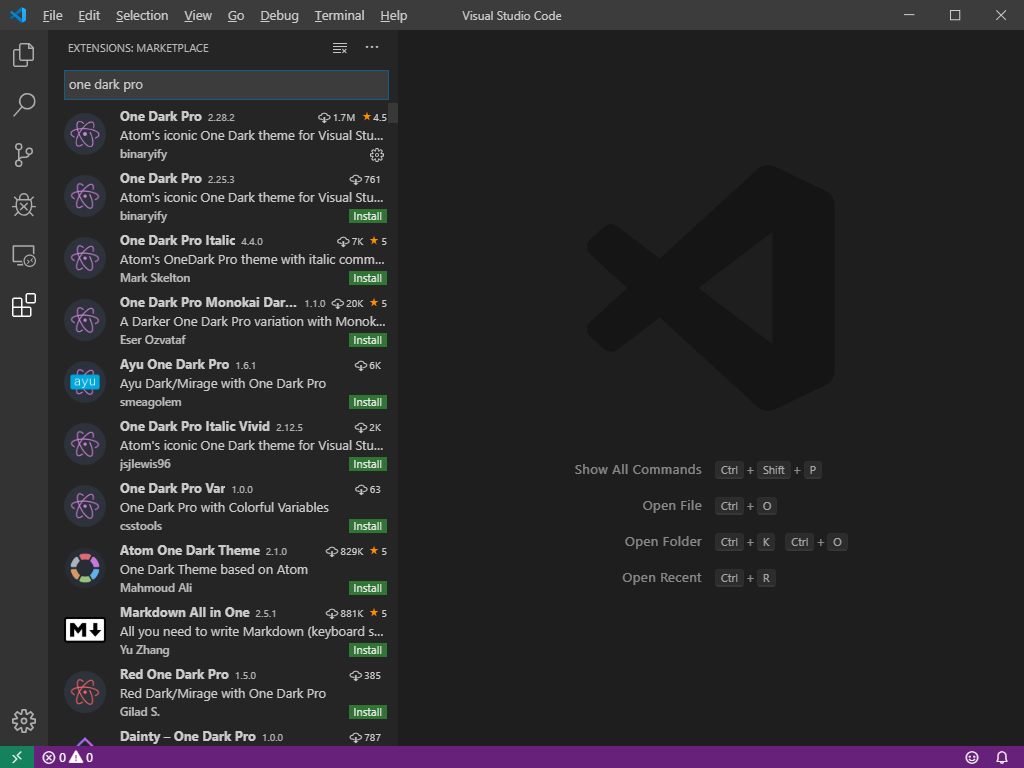 File Edit Selection View Go Debug Terminal Help Visual Studio Code
EXTENSIONS: MARKETPLACE
one dark pro
One Dark Pro 2.28.2 1.7M ★ 4.5
Atom's iconic One Dark theme for Visual Stu...
binaryify
One Dark Pro 2.25.3 761
Atom's iconic One Dark theme for Visual Stu...
binaryify Install
One Dark Pro Italic 4.4.0 7K ★ 5
Atom's OneDark Pro theme with italic comm...
Mark Skelton Install
One Dark Pro Monokai Dar... 1.1.0 20K ★ 5
A Darker One Dark Pro variation with Monok...
Eser Ozvataf Install
ayu
Ayu One Dark Pro 1.6.1 6K
Ayu Dark/Mirage with One Dark Pro
smeagolem Install
One Dark Pro Italic Vivid 2.12.5 2K
Atom's iconic One Dark theme for Visual Stu...
jsjlewis96 Install
One Dark Pro Var 1.0.0 63
One Dark Pro with Colorful Variables
csstools Install
Atom One Dark Theme 2.1.0 829K ★ 5
One Dark Theme based on Atom
Mahmoud Ali Install
M
Markdown All in One 2.5.1 881K ★ 5
All you need to write Markdown (keyboard s...
Yu Zhang Install
Red One Dark Pro 1.5.0 385
Red Dark/Mirage with One Dark Pro
Gilad S. Install
Dainty – One Dark Pro 1.0.0 787
Show All Commands Ctrl + Shift + P
Open File Ctrl + O
Open Folder Ctrl + K Ctrl + O
Open Recent Ctrl + R
0 0